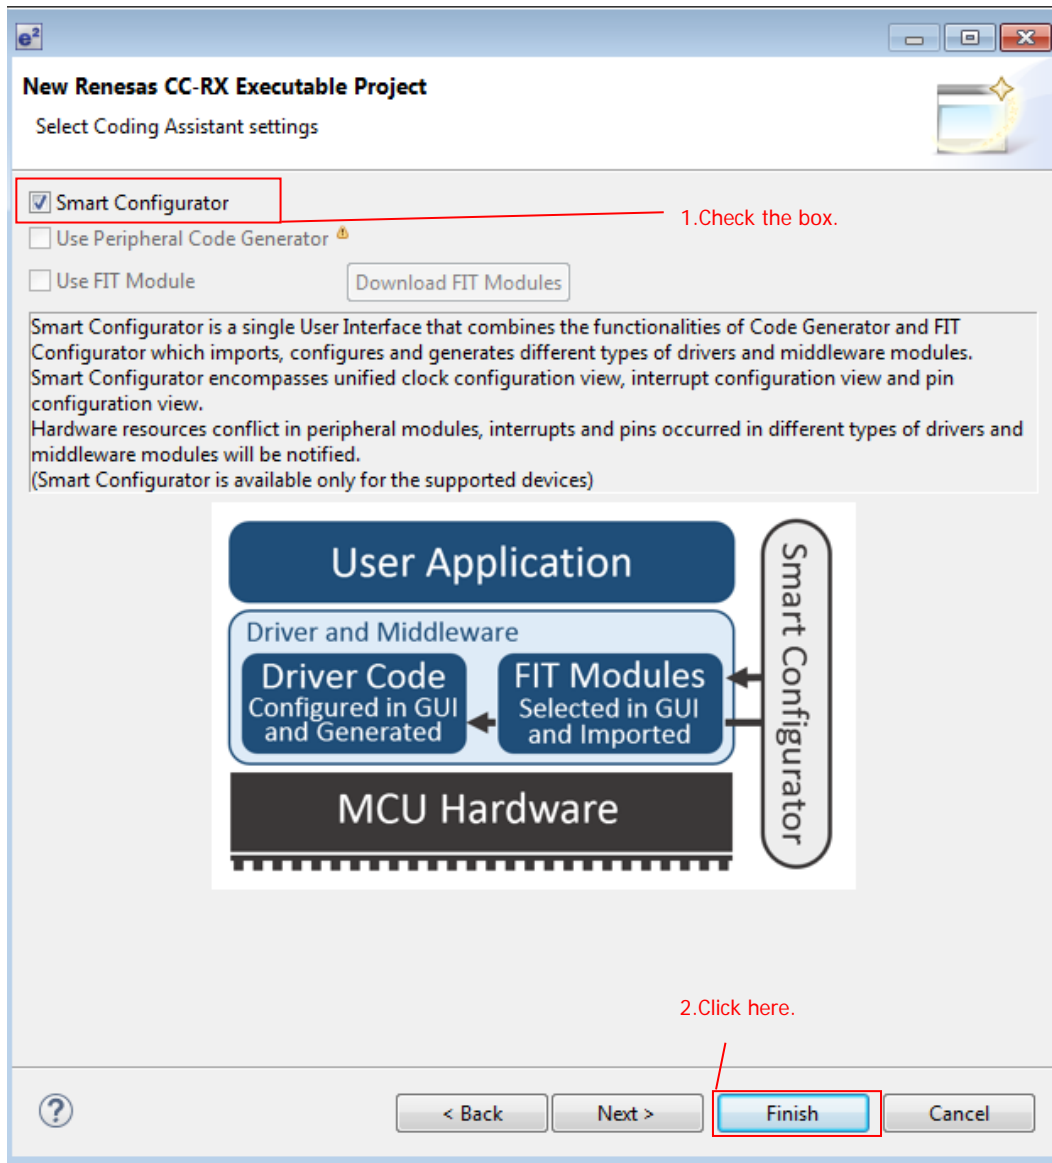 e²
New Renesas CC-RX Executable Project
Select Coding Assistant settings
Smart Configurator
1.Check the box.
Use Peripheral Code Generator
Use FIT Module
Download FIT Modules
Smart Configurator is a single User Interface that combines the functionalities of Code Generator and FIT
Configurator which imports, configures and generates different types of drivers and middleware modules.
Smart Configurator encompasses unified clock configuration view, interrupt configuration view and pin
configuration view.
Hardware resources conflict in peripheral modules, interrupts and pins occurred in different types of drivers and
middleware modules will be notified.
(Smart Configurator is available only for the supported devices)
User Application
Driver and Middleware
Driver Code
Configured in GUI
and Generated
FIT Modules
Selected in GUI
and Imported
MCU Hardware
Smart Configurator
2.Click here.
?
< Back
Next >
Finish
Cancel